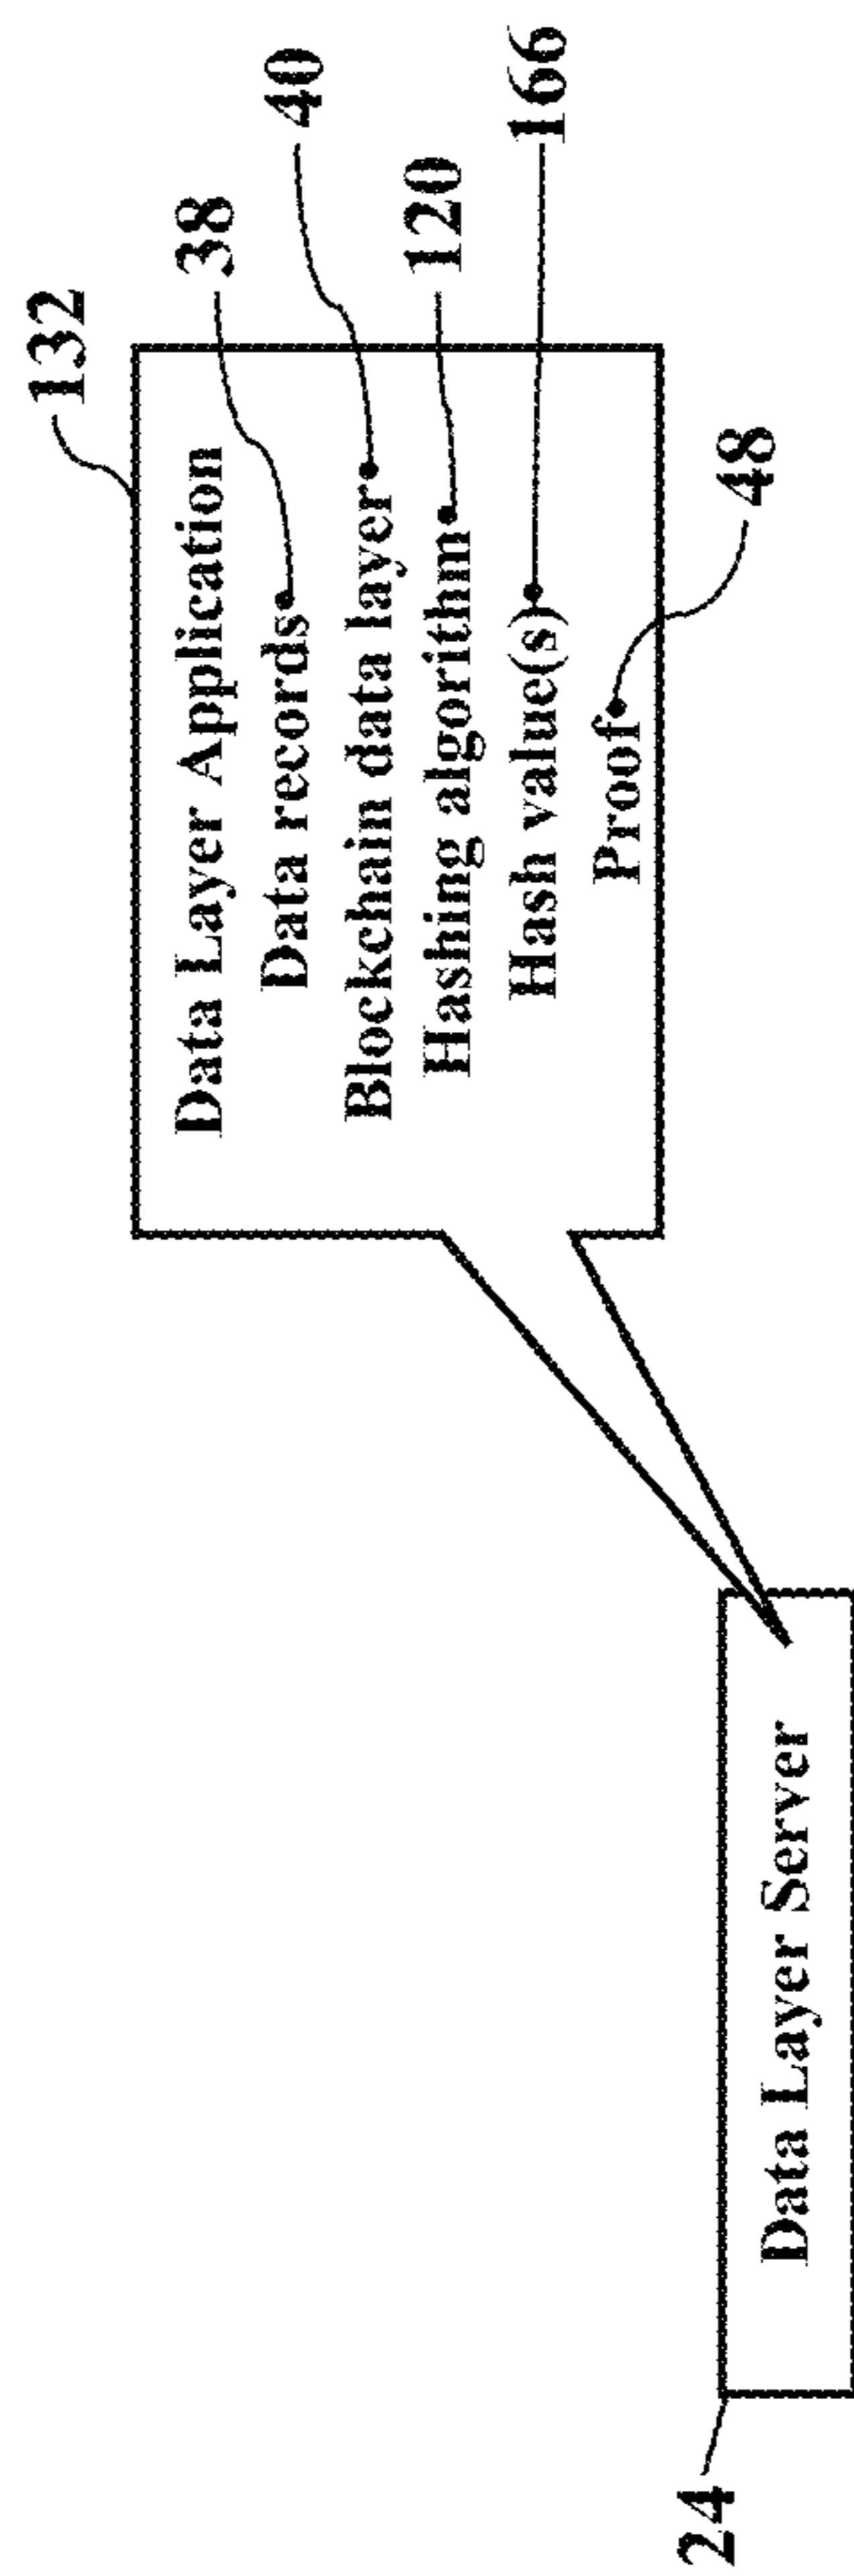 132
Data Layer Application
Data records 38
Blockchain data layer 40
Hashing algorithm 120
Hash value(s) 166
Proof 48
24
Data Layer Server